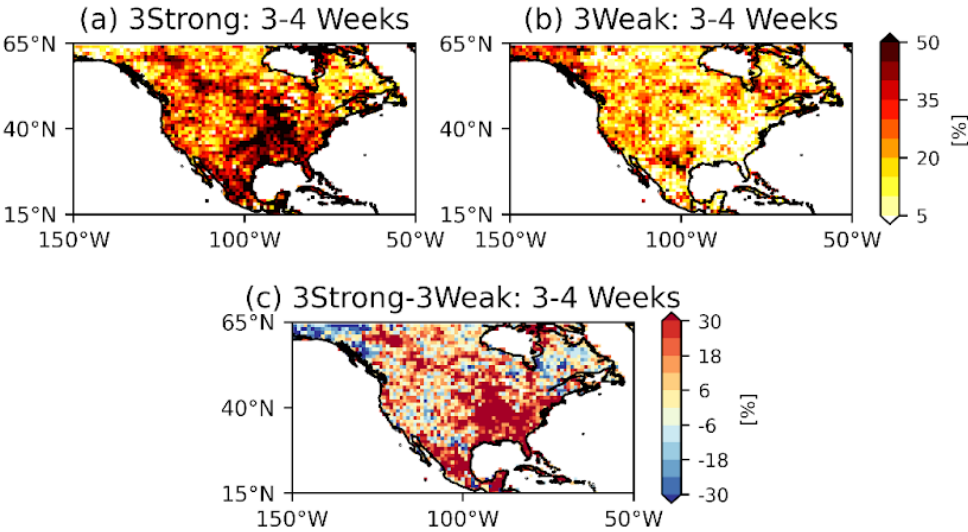 (a) 3Strong: 3-4 Weeks
(b) 3Weak: 3-4 Weeks
65°N
40°N
15°N
150°W
100°W
50°W
65°N
40°N
15°N
150°W
100°W
50°W
50
35
20
5
[%]
(c) 3Strong-3Weak: 3-4 Weeks
65°N
40°N
15°N
150°W
100°W
50°W
30
18
6
-6
-18
-30
[%]